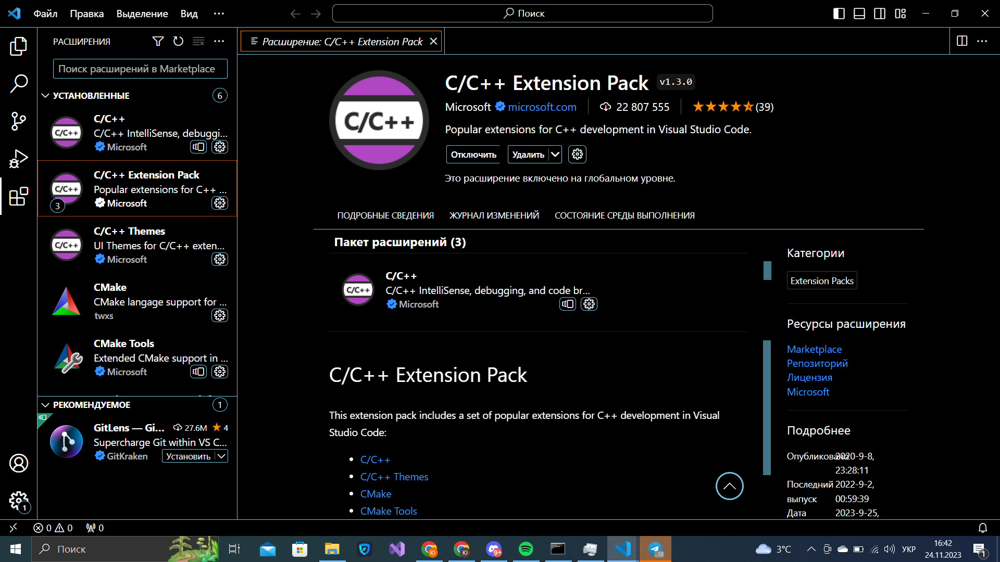 Файл Правка Выделение Вид ···
Поиск
РАСШИРЕНИЯ
Поиск расширений в Marketplace
УСТАНОВЛЕННЫЕ 6
C/C++
C/C++
C/C++ IntelliSense, debuggi...
Microsoft
C/C++
3
C/C++ Extension Pack
Popular extensions for C++ ...
Microsoft
C/C++
C/C++ Themes
UI Themes for C/C++ exten...
Microsoft
CMake
CMake langage support for ...
twxs
CMake Tools
Extended CMake support in ...
Microsoft
РЕКОМЕНДУЕМОЕ 1
GitLens — Gi... 27.6M 4
Supercharge Git within VS C...
GitKraken Установить
1
Расширение: C/C++ Extension Pack
C/C++
C/C++ Extension Pack v1.3.0
Microsoft microsoft.com 22 807 555 (39)
Popular extensions for C++ development in Visual Studio Code.
Отключить Удалить
Это расширение включено на глобальном уровне.
ПОДРОБНЫЕ СВЕДЕНИЯ ЖУРНАЛ ИЗМЕНЕНИЙ СОСТОЯНИЕ СРЕДЫ ВЫПОЛНЕНИЯ
Пакет расширений (3)
C/C++
C/C++
C/C++ IntelliSense, debugging, and code br...
Microsoft
C/C++ Extension Pack
This extension pack includes a set of popular extensions for C++ development in Visual
Studio Code:
• C/C++
• C/C++ Themes
• CMake
• CMake Tools
Категории
Extension Packs
Ресурсы расширения
Marketplace
Репозиторий
Лицензия
Microsoft
Подробнее
Опубликовано 2020-9-8,
23:28:11
Последний 2022-9-2,
выпуск 00:59:39
Дата 2023-9-25,
0 0 0
Поиск
Ю
Ю
9+
10
3°C
УКР
16:42
24.11.2023
1